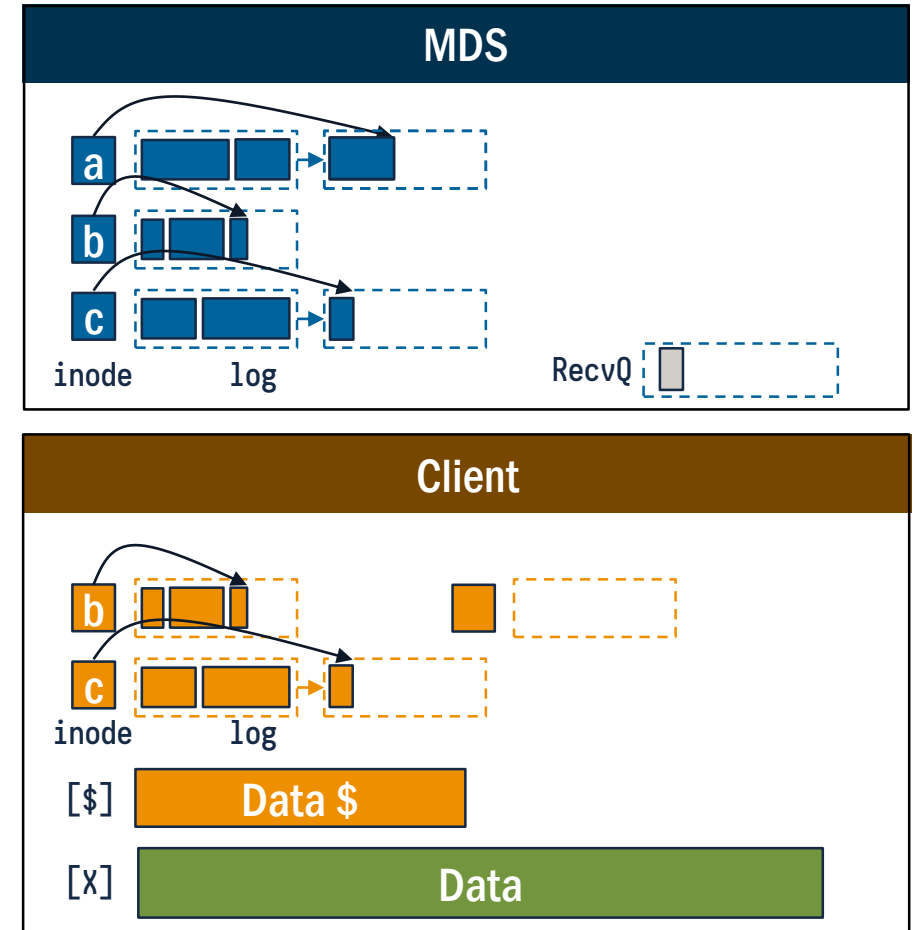 MDS
a
b
c
inode log
RecvQ
Client
b
c
inode log
[$] Data $
[X] Data